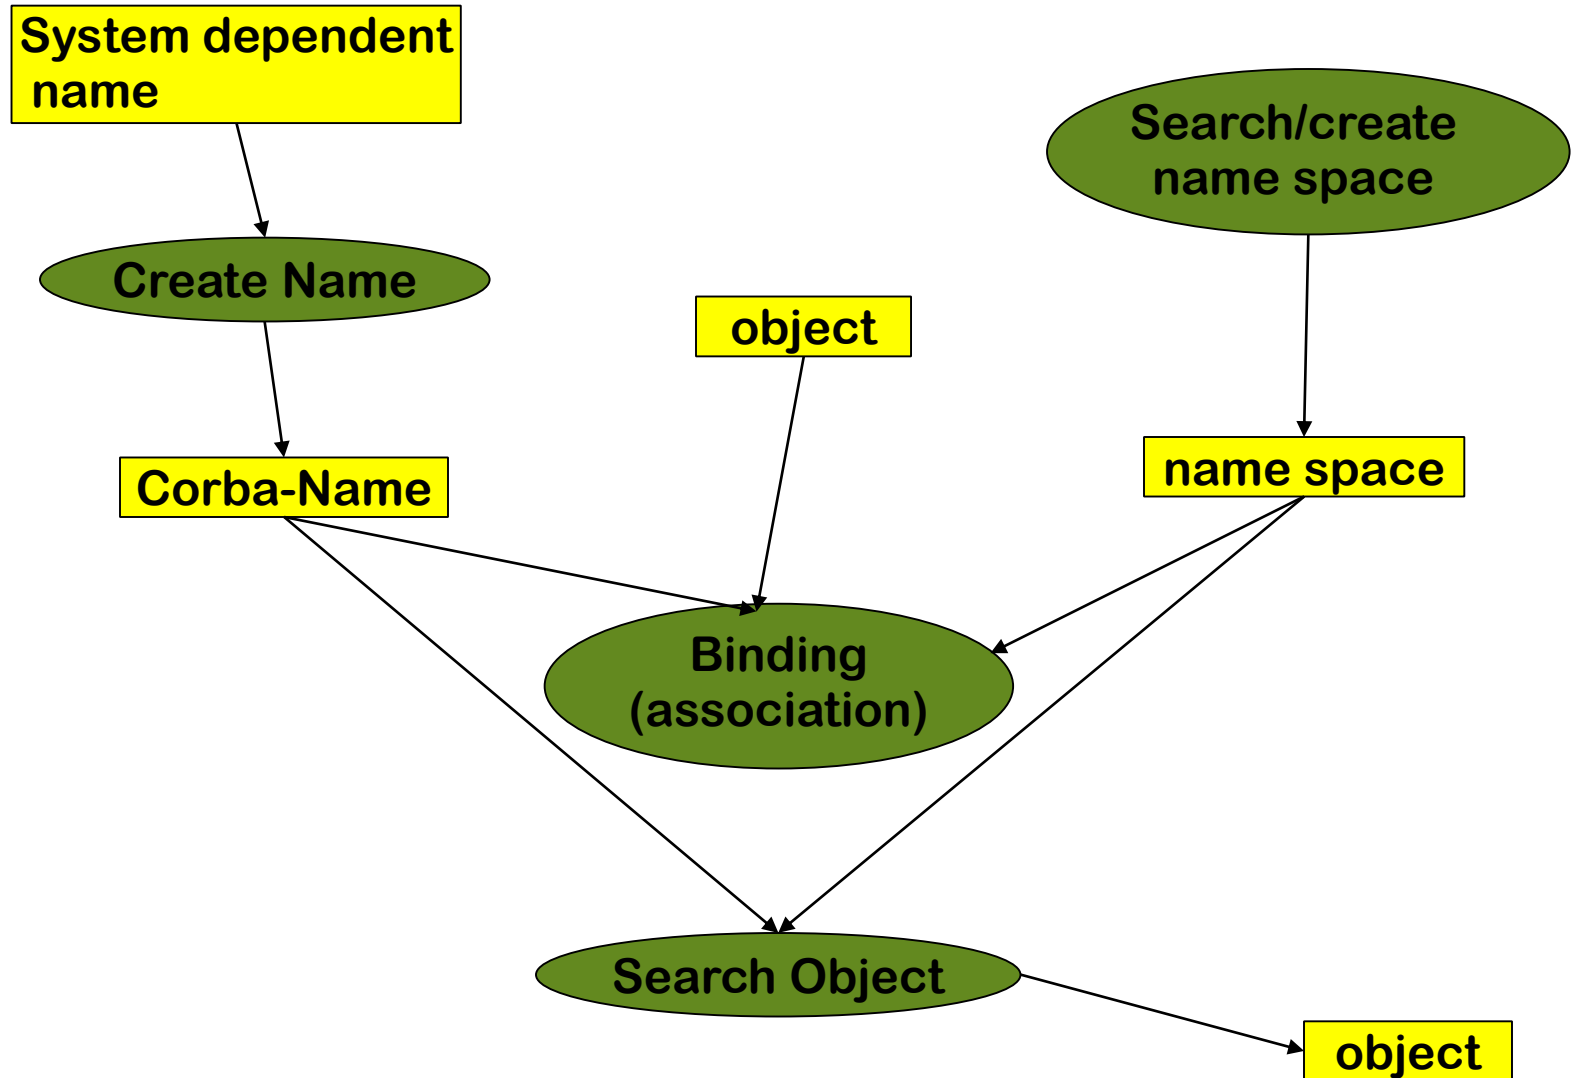 System dependent
name
Search/create
name space
Create Name
object
Corba-Name
name space
Binding
(association)
Search Object
object